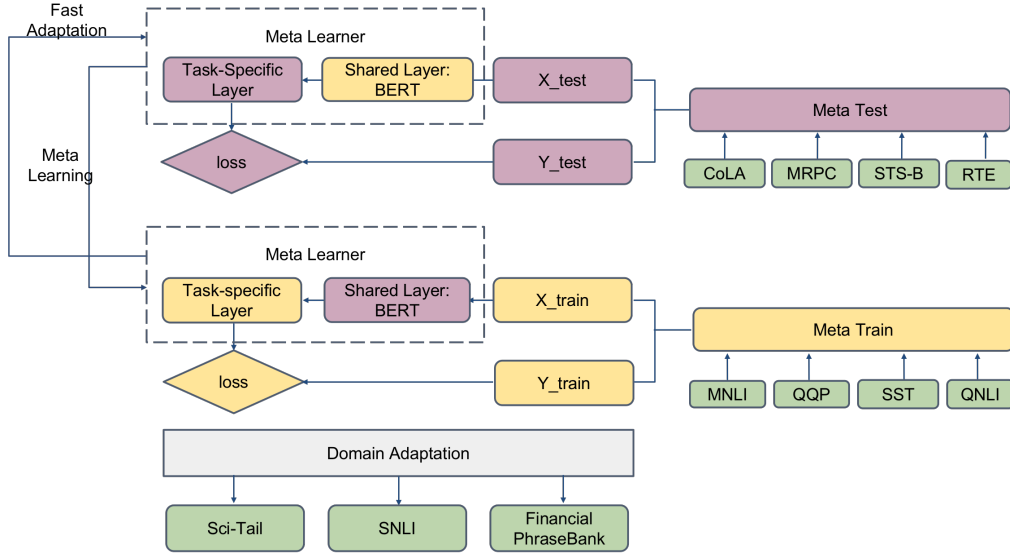 Fast
Adaptation
Meta Learner
Task-Specific
Layer
Shared Layer:
BERT
X_test
Meta Test
loss
Y_test
CoLA
MRPC
STS-B
RTE
Meta
Learning
Meta Learner
Task-specific
Layer
Shared Layer:
BERT
X_train
Meta Train
loss
Y_train
MNLI
QQP
SST
QNLI
Domain Adaptation
Sci-Tail
SNLI
Financial
PhraseBank